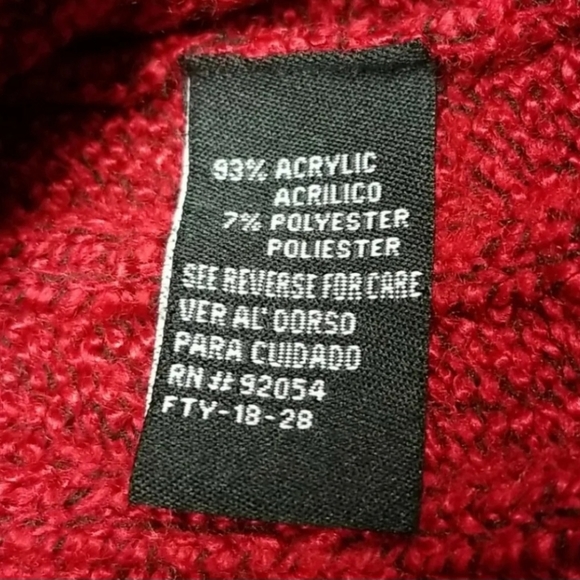 93% ACRYLIC
ACRILICO
7% POLYESTER
POLIESTER
SEE REVERSE FOR CARE
VER AL' DORSO
PARA CUIDADO
RN # 92054
FTY-18-28